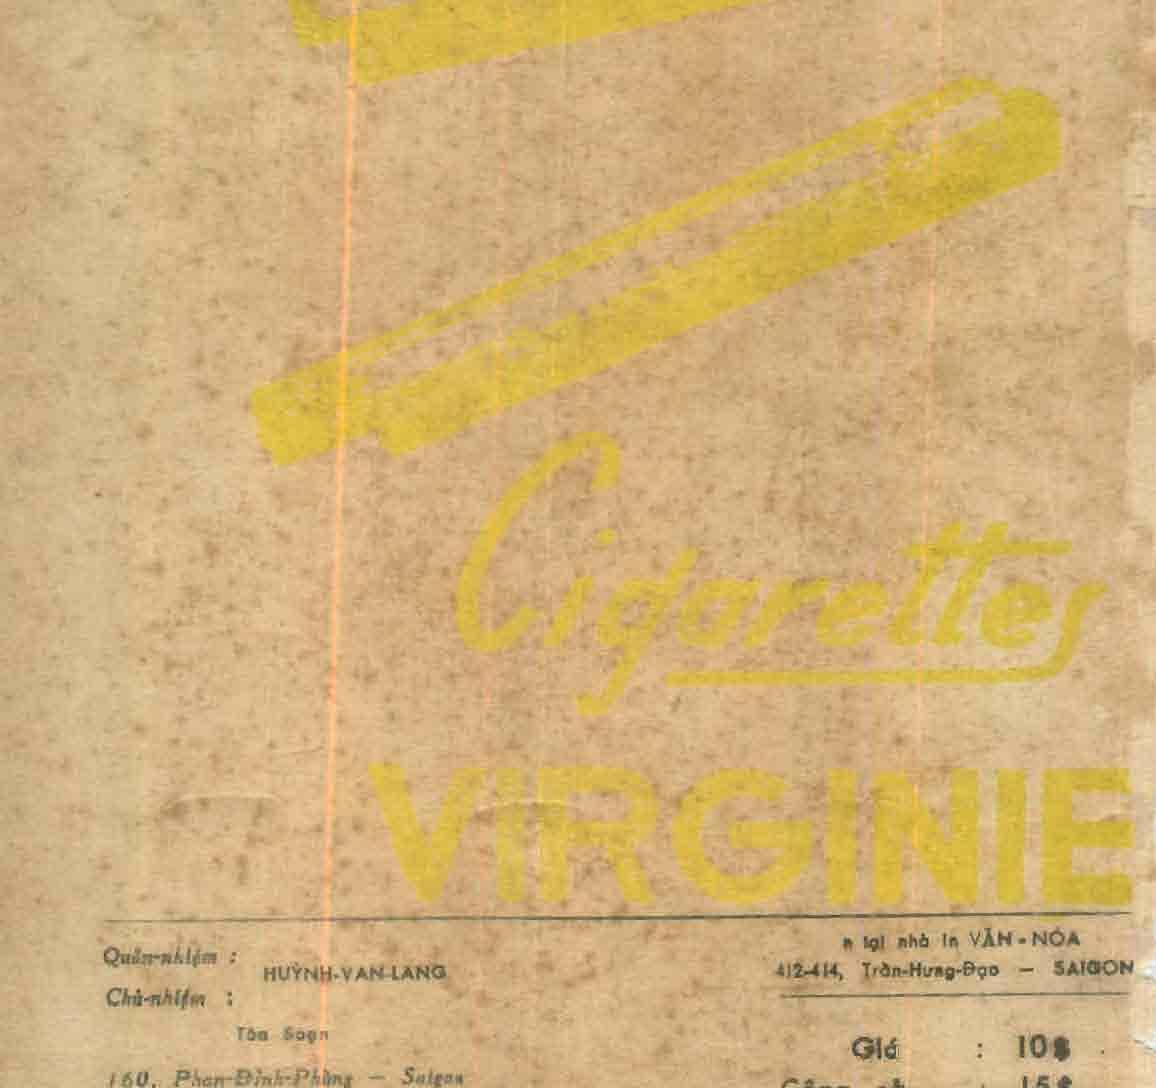 Cigarettes
VIRGINIE
Quản-nhiệm :
HUỲNH-VAN-LANG
Chủ-nhiệm :
Tòa Soạn
160, Phan-Đình-Phùng — Saigon
n tại nhà in VĂN-HÓA
412-414, Trần-Hưng-Đạo — SAIGON
Giá : 10$
15$